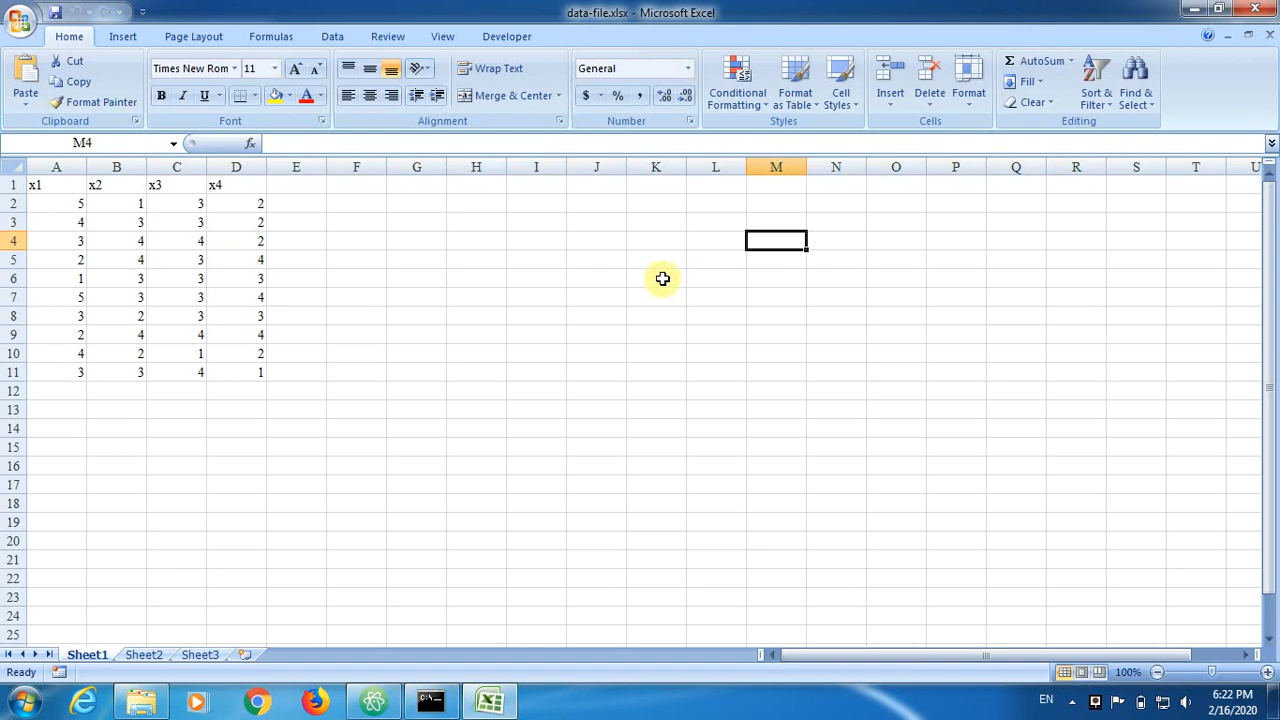 data-file.xlsx - Microsoft Excel
Home Insert Page Layout Formulas Data Review View Developer
Paste Cut Copy Format Painter Clipboard
Times New Rom 11 A A B I U A Font
Wrap Text Merge & Center Alignment
General $ % , .0 .00 .00 .0 Number
Conditional Formatting Format as Table Cell Styles Styles
Insert Delete Format Cells
Σ AutoSum Fill Clear Sort & Filter Find & Select Editing
M4 fx
A B C D E F G H I J K L M N O P Q R S T U
1 x1 x2 x3 x4
2 5 1 3 2
3 4 3 3 2
4 3 4 4 2
5 2 4 3 4
6 1 3 3 3
7 5 3 3 4
8 3 2 3 3
9 2 4 4 4
10 4 2 1 2
11 3 3 4 1
12
13
14
15
16
17
18
19
20
21
22
23
24
25
Sheet1 Sheet2 Sheet3
Ready 100%
EN 6:22 PM
2/16/2020